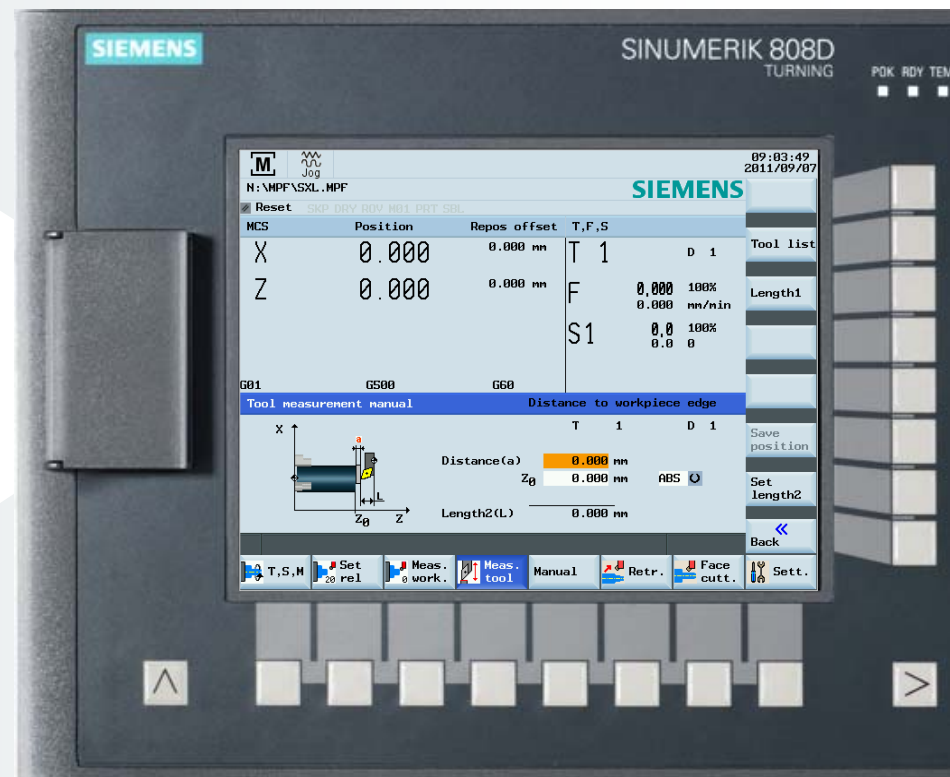 SIEMENS
SINUMERIK 808D
TURNING
POK RDY TEM
M
Jog
09:03:49
2011/09/07
N:\MPF\SXL.MPF
SIEMENS
Reset SKP DRY ROV M01 PRT SBL
MCS Position Repos offset T,F,S
X 0.000 0.000 mm T 1 D 1
Z 0.000 0.000 mm
F 0,000 100%
0.000 mm/min
S1 0,0 100%
0.0 0
G01 G500 G60
Tool list
Length1
Tool measurement manual Distance to workpiece edge
T 1 D 1
X
a
L
Z0 Z
Distance(a) 0.000 mm
Z0 0.000 mm ABS
Length2(L) 0.000 mm
Save
position
Set
length2
«
Back
T,S,M
Set
20 rel
Meas.
0 work.
Meas.
tool
Manual
Retr.
Face
cutt.
Sett.
>